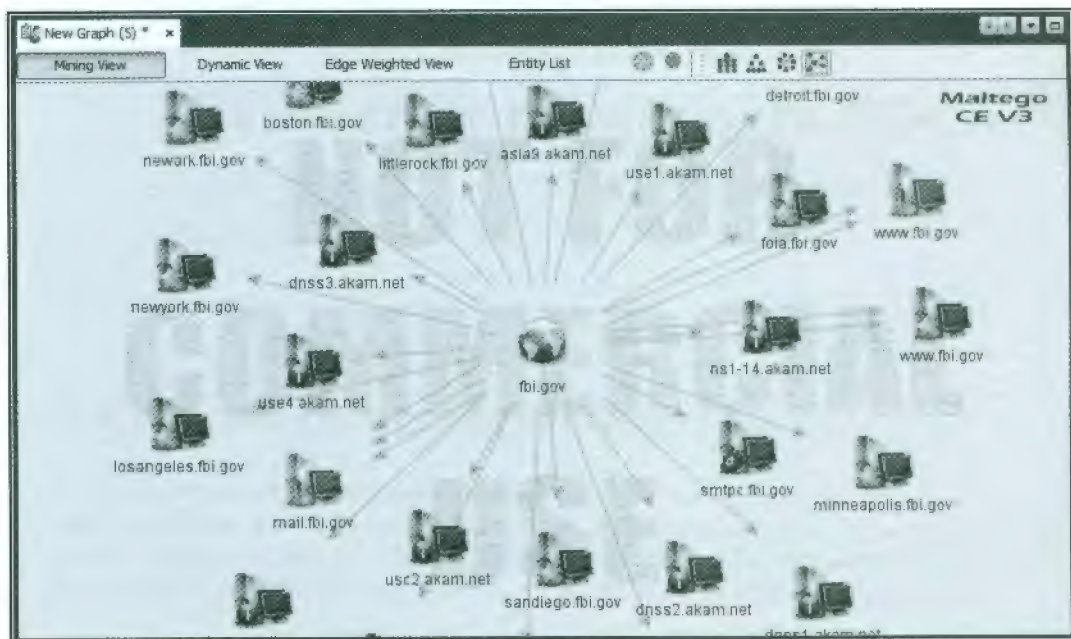 New Graph (5) *
Mining View
Dynamic View
Edge Weighted View
Entity List
Maltego
CE V3
detroit.fbi.gov
boston.fbi.gov
newark.fbi.gov
littlerock.fbi.gov
asia9.akam.net
use1.akam.net
foia.fbi.gov
www.fbi.gov
dnss3.akam.net
newyork.fbi.gov
ns1-14.akam.net
www.fbi.gov
use4.akam.net
fbi.gov
losangeles.fbi.gov
mail.fbi.gov
smtpc.fbi.gov
minneapolis.fbi.gov
usc2.akam.net
sandiego.fbi.gov
dnss2.akam.net
dnss1.akam.net